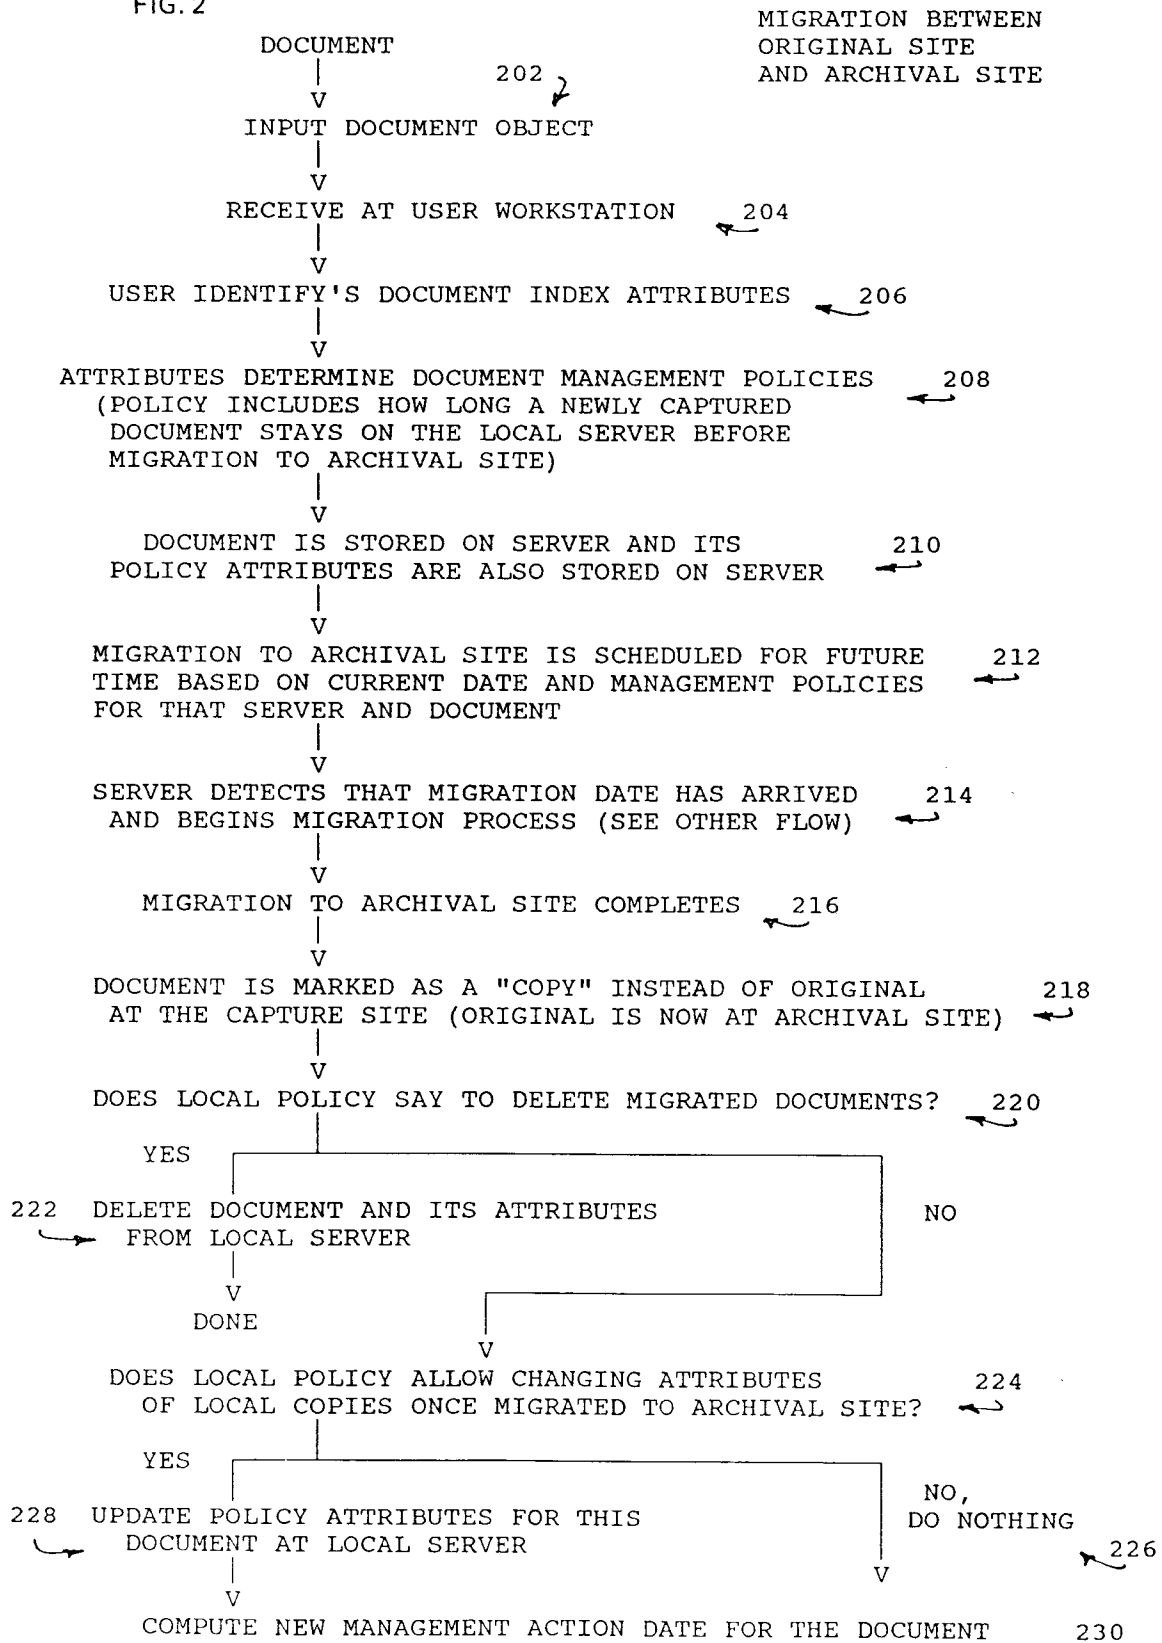 FIG. 2
MIGRATION BETWEEN
ORIGINAL SITE
AND ARCHIVAL SITE
DOCUMENT
V
202
INPUT DOCUMENT OBJECT
V
RECEIVE AT USER WORKSTATION 204
V
USER IDENTIFY'S DOCUMENT INDEX ATTRIBUTES 206
V
ATTRIBUTES DETERMINE DOCUMENT MANAGEMENT POLICIES 208
(POLICY INCLUDES HOW LONG A NEWLY CAPTURED
DOCUMENT STAYS ON THE LOCAL SERVER BEFORE
MIGRATION TO ARCHIVAL SITE)
V
DOCUMENT IS STORED ON SERVER AND ITS 210
POLICY ATTRIBUTES ARE ALSO STORED ON SERVER
V
MIGRATION TO ARCHIVAL SITE IS SCHEDULED FOR FUTURE 212
TIME BASED ON CURRENT DATE AND MANAGEMENT POLICIES
FOR THAT SERVER AND DOCUMENT
V
SERVER DETECTS THAT MIGRATION DATE HAS ARRIVED 214
AND BEGINS MIGRATION PROCESS (SEE OTHER FLOW)
V
MIGRATION TO ARCHIVAL SITE COMPLETES 216
V
DOCUMENT IS MARKED AS A "COPY" INSTEAD OF ORIGINAL 218
AT THE CAPTURE SITE (ORIGINAL IS NOW AT ARCHIVAL SITE)
V
DOES LOCAL POLICY SAY TO DELETE MIGRATED DOCUMENTS? 220
YES
222 DELETE DOCUMENT AND ITS ATTRIBUTES NO
FROM LOCAL SERVER
V
DONE
V
DOES LOCAL POLICY ALLOW CHANGING ATTRIBUTES 224
OF LOCAL COPIES ONCE MIGRATED TO ARCHIVAL SITE?
YES
NO,
228 UPDATE POLICY ATTRIBUTES FOR THIS DO NOTHING
DOCUMENT AT LOCAL SERVER 226
V
V
COMPUTE NEW MANAGEMENT ACTION DATE FOR THE DOCUMENT 230